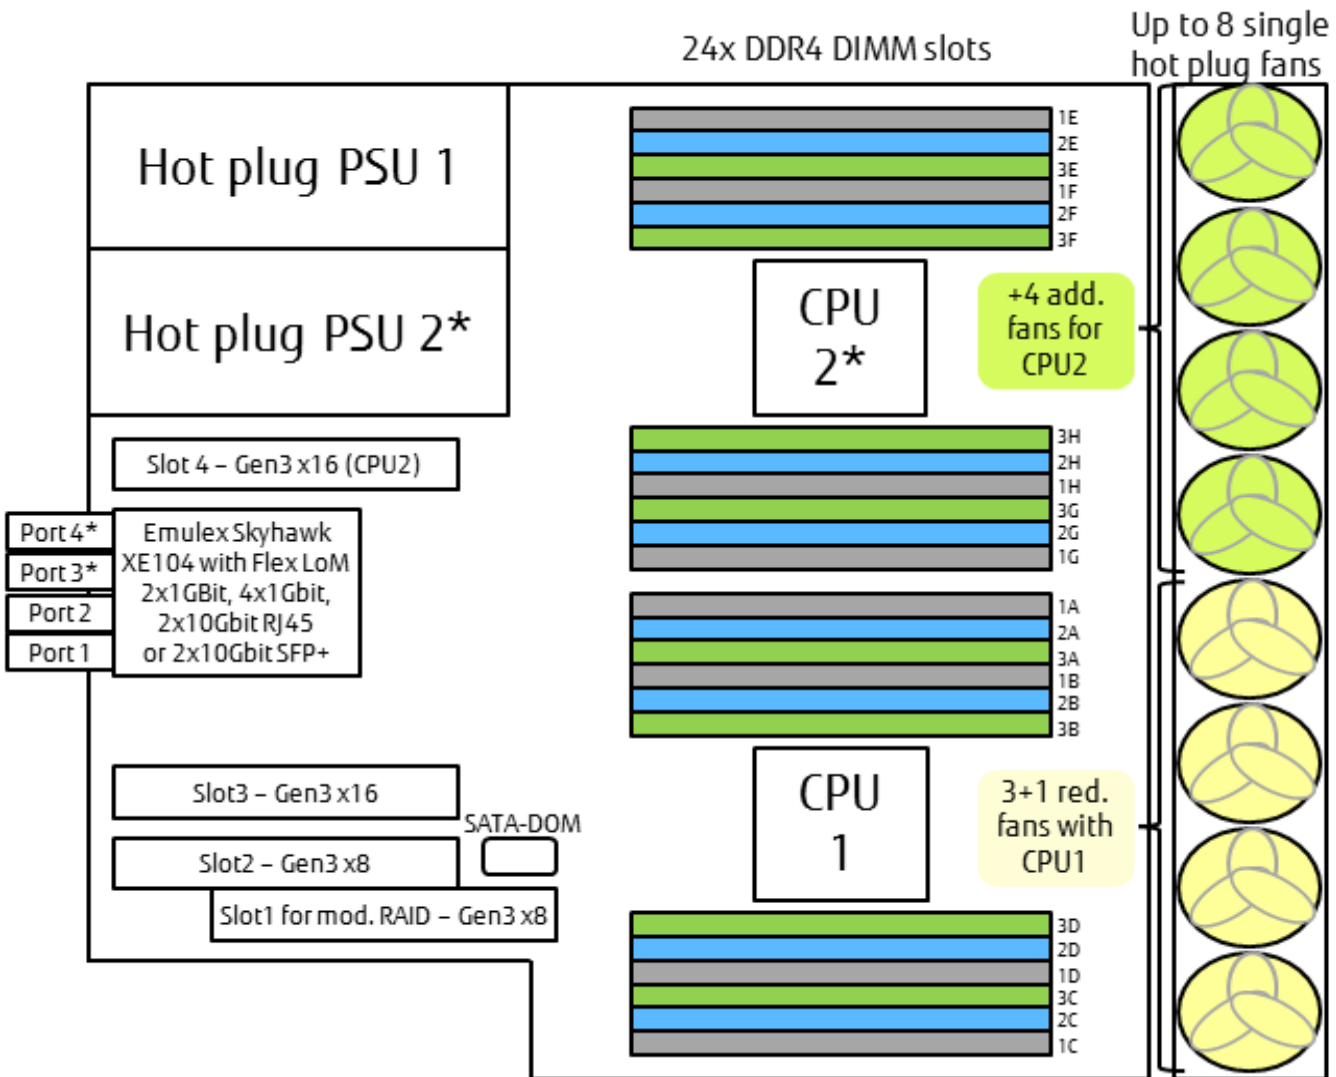 Up to 8 single
hot plug fans
24x DDR4 DIMM slots
Hot plug PSU 1
Hot plug PSU 2*
1E
2E
3E
1F
2F
3F
CPU
2*
+4 add.
fans for
CPU2
Slot 4 – Gen3 x16 (CPU2)
3H
2H
1H
3G
2G
1G
Port 4*
Port 3*
Port 2
Port 1
Emulex Skyhawk
XE104 with Flex LoM
2x1GBit, 4x1Gbit,
2x10Gbit RJ45
or 2x10Gbit SFP+
1A
2A
3A
1B
2B
3B
Slot3 – Gen3 x16
SATA-DOM
Slot2 – Gen3 x8
Slot1 for mod. RAID – Gen3 x8
CPU
1
3+1 red.
fans with
CPU1
3D
2D
1D
3C
2C
1C